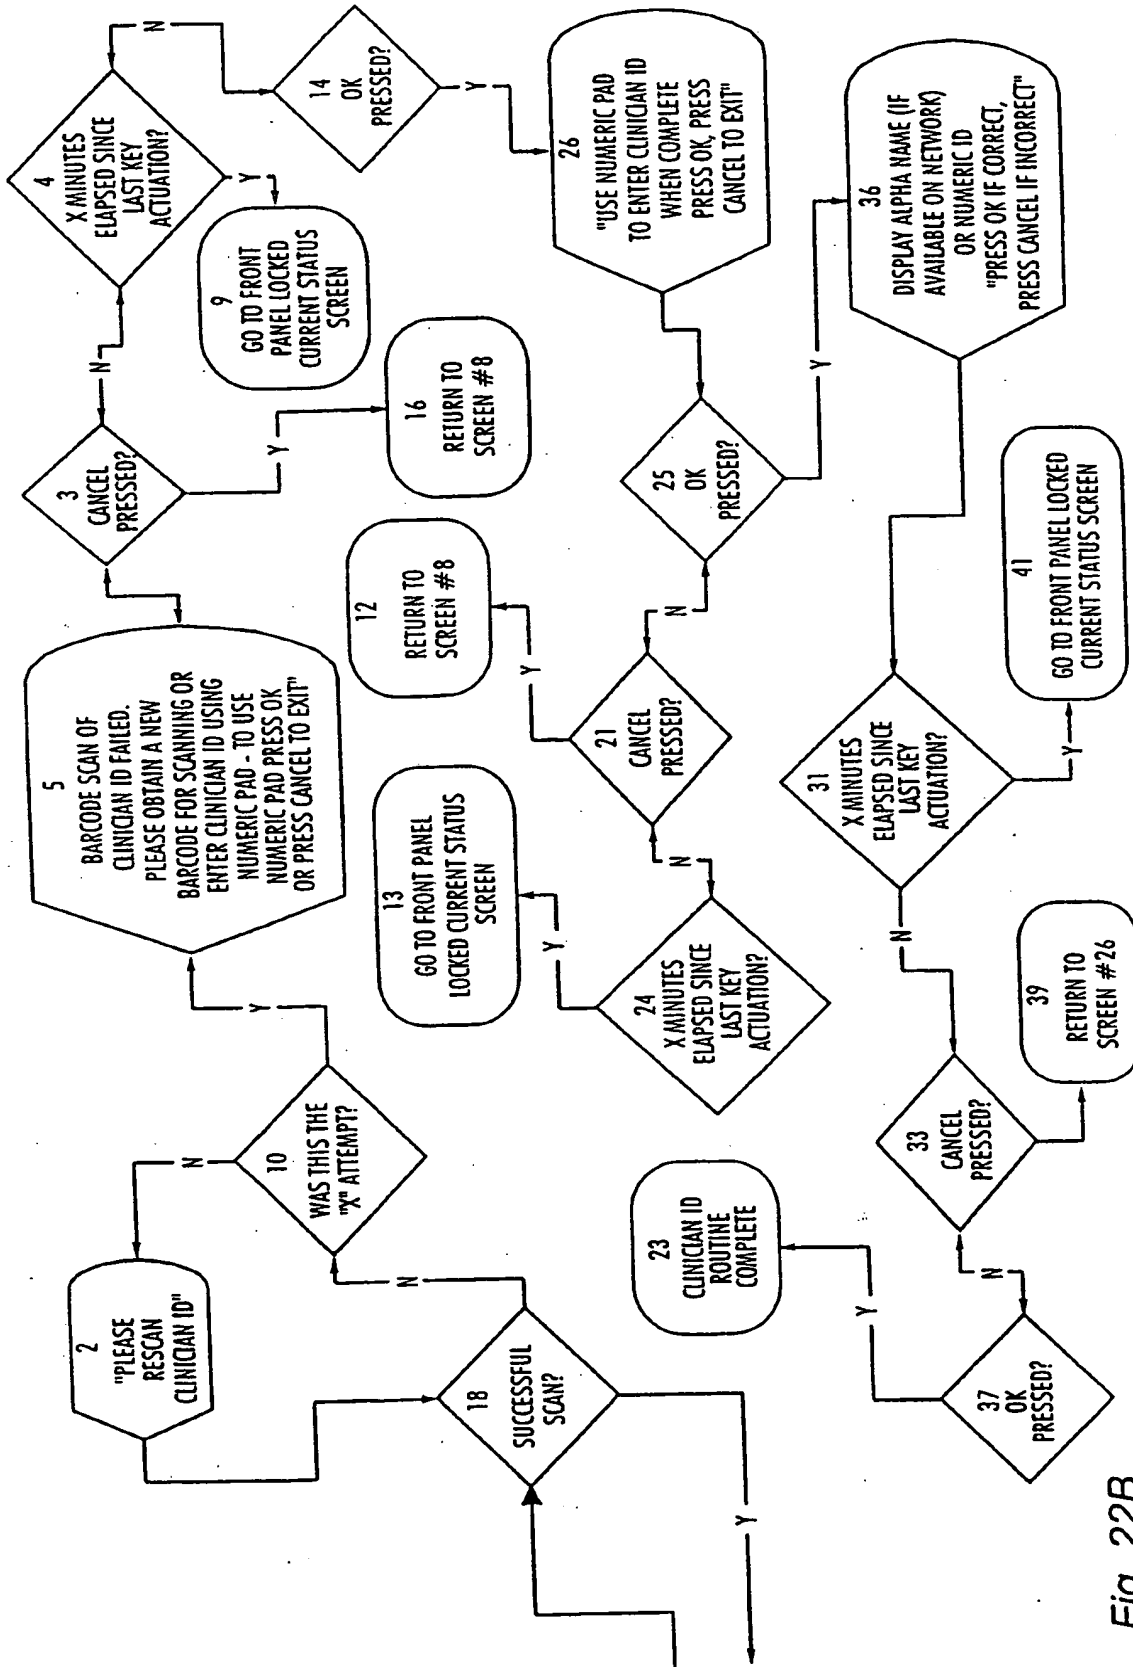 2
"PLEASE
RESCAN
CLINICIAN ID"
N
10
WAS THIS THE
"X" ATTEMPT?
Y
5
BARCODE SCAN OF
CLINICIAN ID FAILED.
PLEASE OBTAIN A NEW
BARCODE FOR SCANNING OR
ENTER CLINICIAN ID USING
NUMERIC PAD - TO USE
NUMERIC PAD PRESS OK
OR PRESS CANCEL TO EXIT"
3
CANCEL
PRESSED?
N
Y
4
X MINUTES
ELAPSED SINCE
LAST KEY
ACTUATION?
N
Y
9
GO TO FRONT
PANEL LOCKED
CURRENT STATUS
SCREEN
16
RETURN TO
SCREEN #8
14
OK
PRESSED?
Y
18
SUCCESSFUL
SCAN?
N
Y
13
GO TO FRONT PANEL
LOCKED CURRENT STATUS
SCREEN
Y
12
RETURN TO
SCREEN #8
Y
24
X MINUTES
ELAPSED SINCE
LAST KEY
ACTUATION?
N
21
CANCEL
PRESSED?
N
25
OK
PRESSED?
Y
26
"USE NUMERIC PAD
TO ENTER CLINICIAN ID
WHEN COMPLETE
PRESS OK, PRESS
CANCEL TO EXIT"
23
CLINICIAN ID
ROUTINE
COMPLETE
Y
37
OK
PRESSED?
N
33
CANCEL
PRESSED?
N
39
RETURN TO
SCREEN #26
31
X MINUTES
ELAPSED SINCE
LAST KEY
ACTUATION?
Y
41
GO TO FRONT PANEL LOCKED
CURRENT STATUS SCREEN
36
DISPLAY ALPHA NAME (IF
AVAILABLE ON NETWORK)
OR NUMERIC ID
"PRESS OK IF CORRECT,
PRESS CANCEL IF INCORRECT"
Fig. 22B